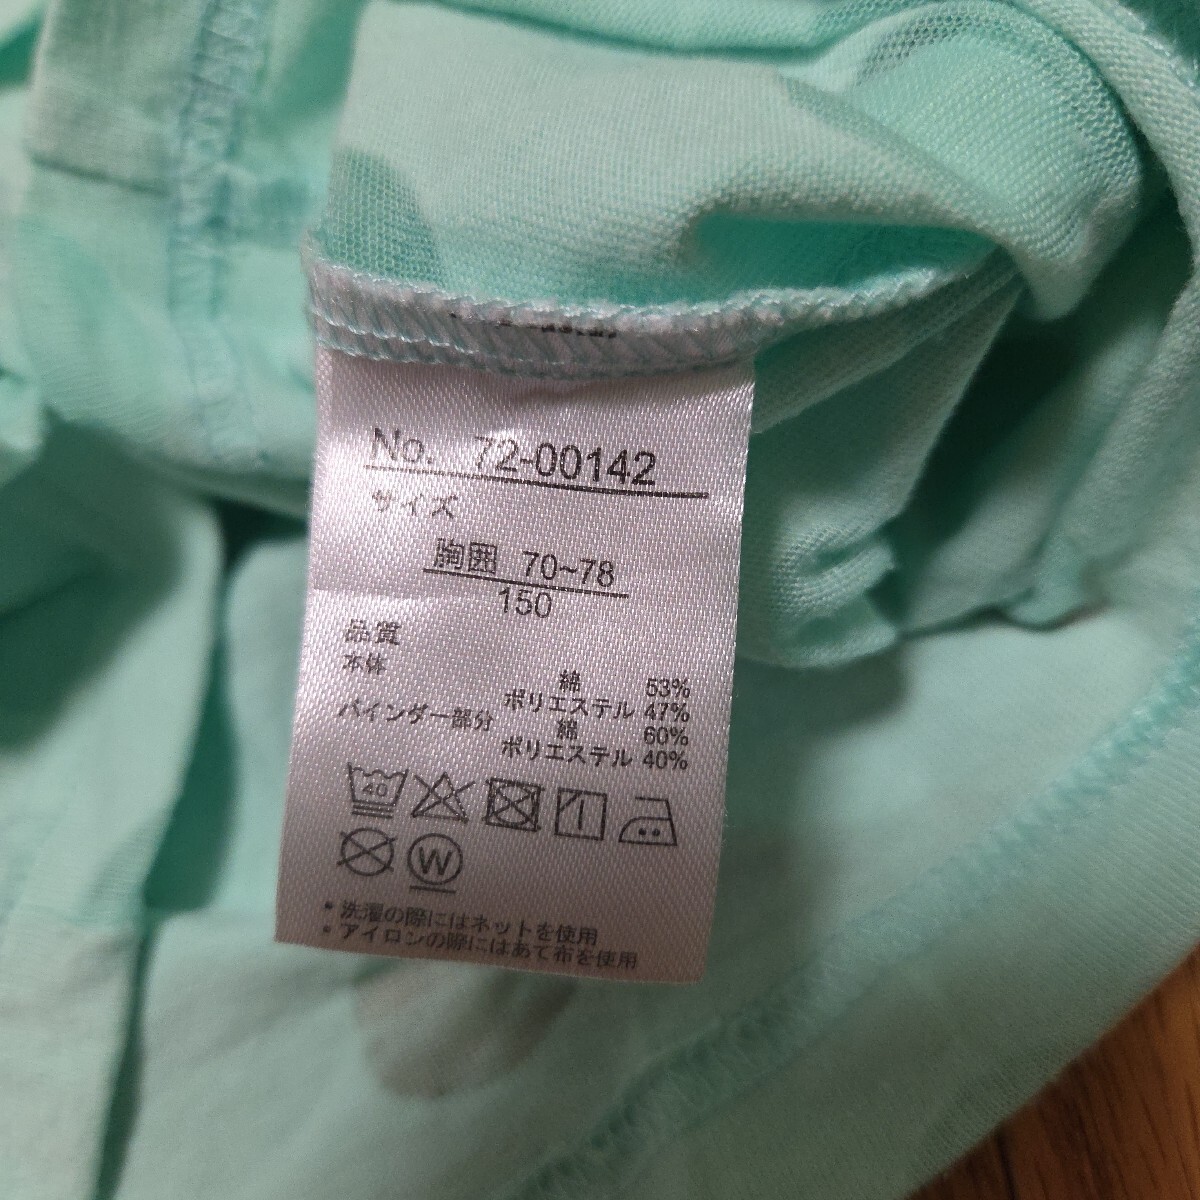 No. 72-00142
サイズ
胸囲 70~78
150
品質
本体 綿 53%
ポリエステル 47%
バインダー部分 綿 60%
ポリエステル 40%
40
W
* 洗濯の際にはネットを使用
* アイロンの際にはあて布を使用